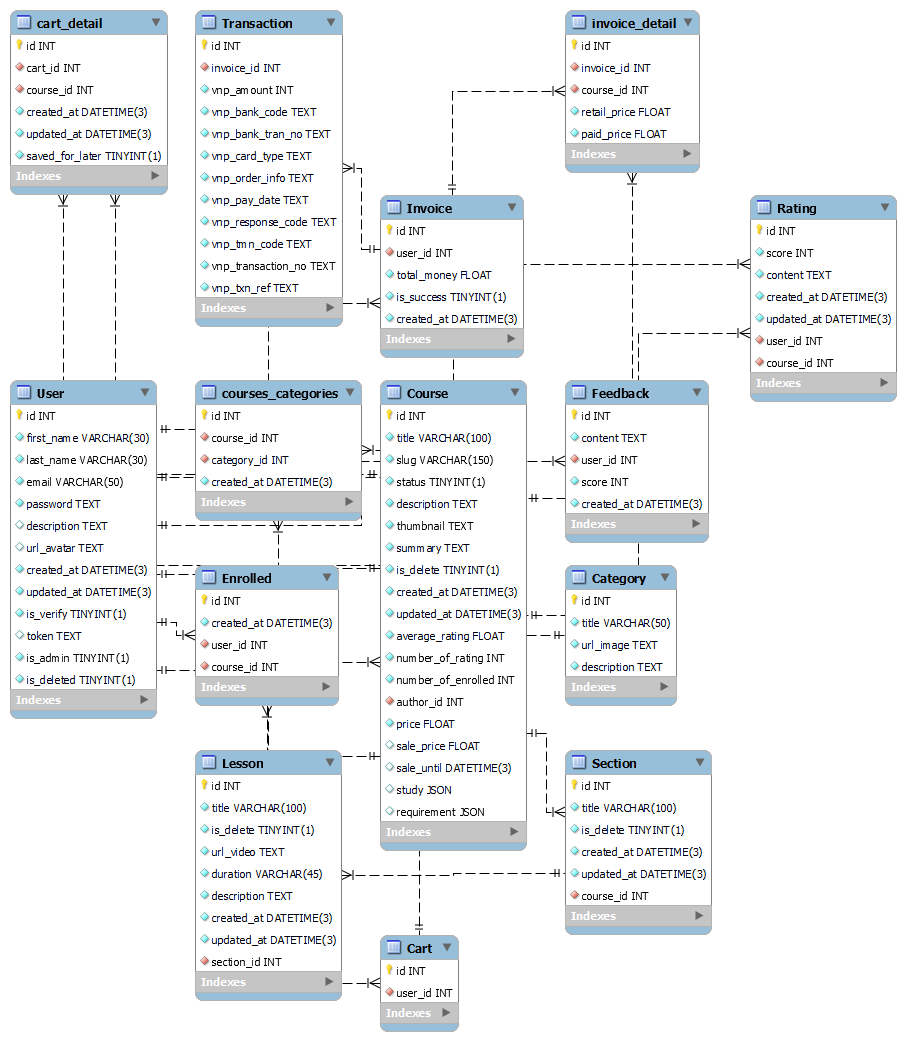 cart_detail
id INT
cart_id INT
course_id INT
created_at DATETIME(3)
updated_at DATETIME(3)
saved_for_later TINYINT(1)
Indexes
Transaction
id INT
invoice_id INT
vnp_amount INT
vnp_bank_code TEXT
vnp_bank_tran_no TEXT
vnp_card_type TEXT
vnp_order_info TEXT
vnp_pay_date TEXT
vnp_response_code TEXT
vnp_tmn_code TEXT
vnp_transaction_no TEXT
vnp_txn_ref TEXT
Indexes
invoice_detail
id INT
invoice_id INT
course_id INT
retail_price FLOAT
paid_price FLOAT
Indexes
Invoice
id INT
user_id INT
total_money FLOAT
is_success TINYINT(1)
created_at DATETIME(3)
Indexes
Rating
id INT
score INT
content TEXT
created_at DATETIME(3)
updated_at DATETIME(3)
user_id INT
course_id INT
Indexes
User
id INT
first_name VARCHAR(30)
last_name VARCHAR(30)
email VARCHAR(50)
password TEXT
description TEXT
url_avatar TEXT
created_at DATETIME(3)
updated_at DATETIME(3)
is_verify TINYINT(1)
token TEXT
is_admin TINYINT(1)
is_deleted TINYINT(1)
Indexes
courses_categories
id INT
course_id INT
category_id INT
created_at DATETIME(3)
Indexes
Course
id INT
title VARCHAR(100)
slug VARCHAR(150)
status TINYINT(1)
description TEXT
thumbnail TEXT
summary TEXT
is_delete TINYINT(1)
created_at DATETIME(3)
updated_at DATETIME(3)
average_rating FLOAT
number_of_rating INT
number_of_enrolled INT
author_id INT
price FLOAT
sale_price FLOAT
sale_until DATETIME(3)
study JSON
requirement JSON
Indexes
Feedback
id INT
content TEXT
user_id INT
score INT
created_at DATETIME(3)
Indexes
Enrolled
id INT
created_at DATETIME(3)
user_id INT
course_id INT
Indexes
Category
id INT
title VARCHAR(50)
url_image TEXT
description TEXT
Indexes
Lesson
id INT
title VARCHAR(100)
is_delete TINYINT(1)
url_video TEXT
duration VARCHAR(45)
description TEXT
created_at DATETIME(3)
updated_at DATETIME(3)
section_id INT
Indexes
Section
id INT
title VARCHAR(100)
is_delete TINYINT(1)
created_at DATETIME(3)
updated_at DATETIME(3)
course_id INT
Indexes
Cart
id INT
user_id INT
Indexes